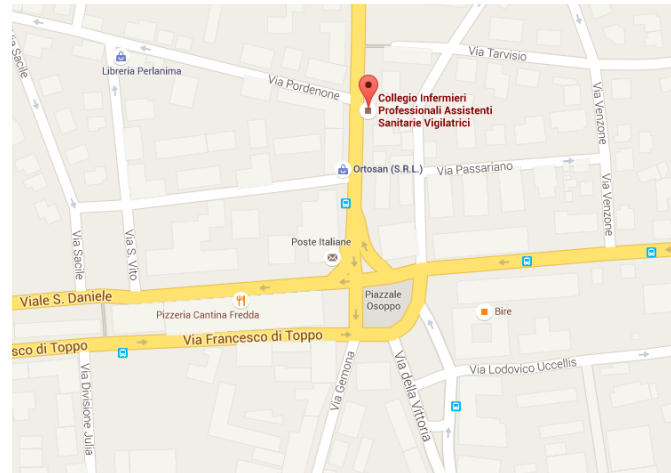 Via Sacile
Libreria Perlanima
Via Pordenone
Via Tarvisio
Collegio Infermieri
Professionali Assistenti
Sanitarie Vigilatrici
Via Venzone
Ortosan (S.R.L.)
Via Passariano
Via Venzone
Via Sacile
Via S. Vito
Poste Italiane
Viale S. Daniele
Pizzeria Cantina Fredda
Piazzale
Osoppo
Bire
sco di Toppo
Via Francesco di Toppo
Via Divisione Julia
Via Gemona
Via della Vittoria
Via Lodovico Uccellis